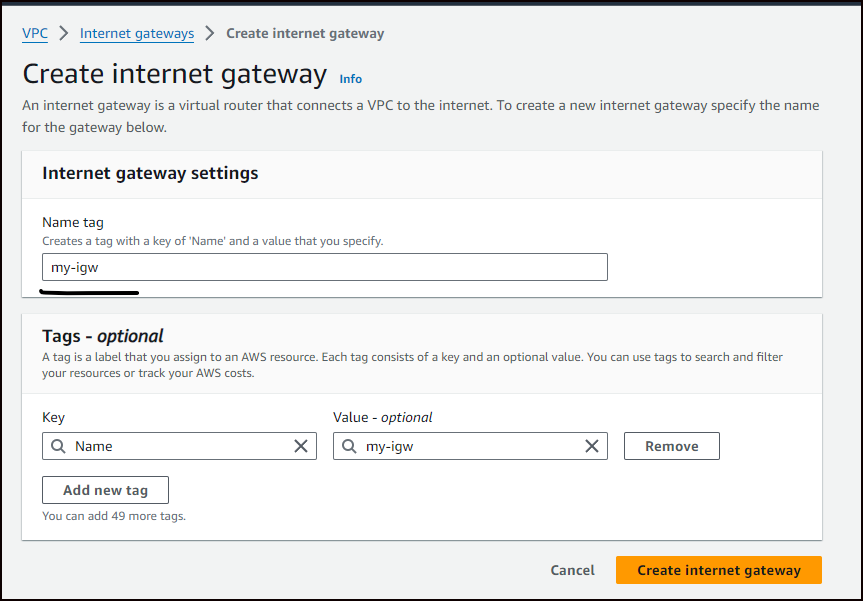 VPC > Internet gateways > Create internet gateway
Create internet gateway Info
An internet gateway is a virtual router that connects a VPC to the internet. To create a new internet gateway specify the name
for the gateway below.
Internet gateway settings
Name tag
Creates a tag with a key of 'Name' and a value that you specify.
my-igw
Tags - optional
A tag is a label that you assign to an AWS resource. Each tag consists of a key and an optional value. You can use tags to search and filter
your resources or track your AWS costs.
Key Value - optional
Name my-igw Remove
Add new tag
You can add 49 more tags.
Cancel Create internet gateway